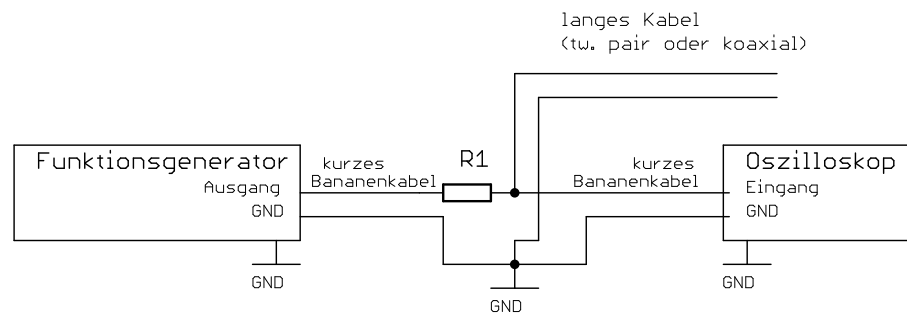 langes Kabel
(tw. pair oder koaxial)
Funktionsgenerator
Ausgang
GND
GND
kurzes
Bananenkabel
R1
GND
kurzes
Bananenkabel
Oszilloskop
Eingang
GND
GND